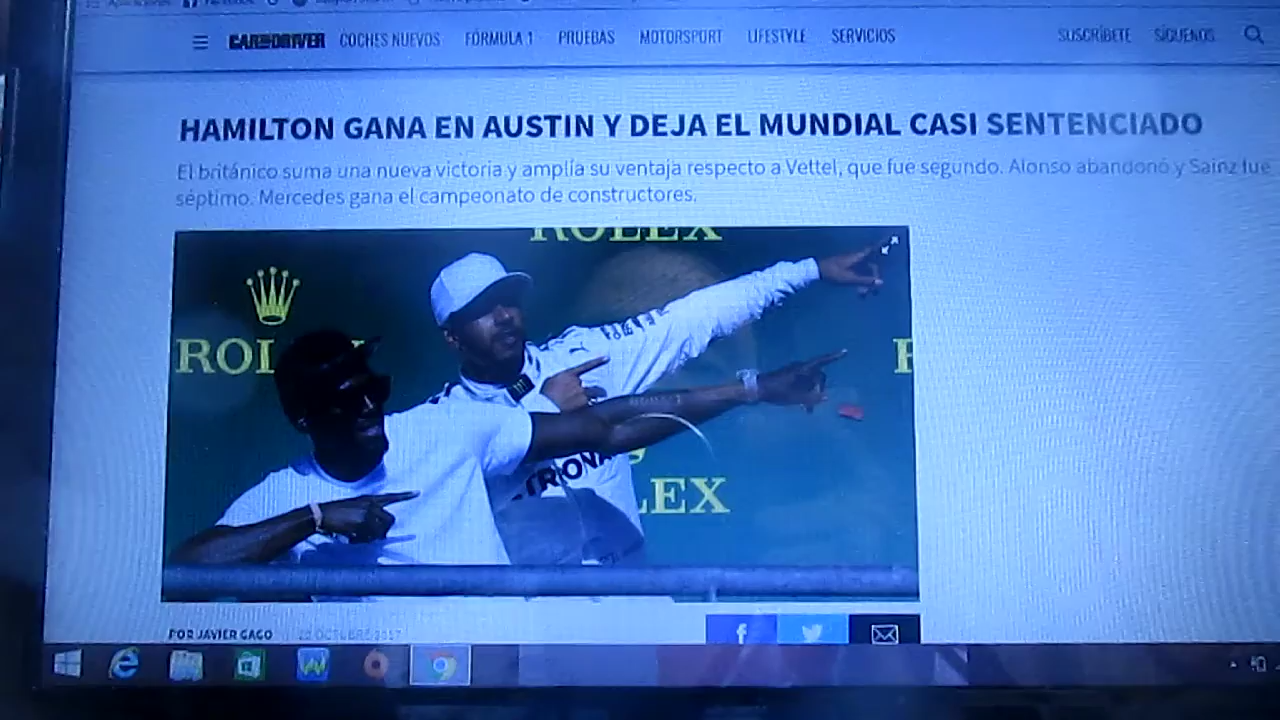 CAR AND DRIVER COCHES NUEVOS FÓRMULA 1 PRUEBAS MOTORSPORT LIFESTYLE SERVICIOS SUSCRÍBETE SÍGUENOS
HAMILTON GANA EN AUSTIN Y DEJA EL MUNDIAL CASI SENTENCIADO
El británico suma una nueva victoria y amplía su ventaja respecto a Vettel, que fue segundo. Alonso abandonó y Sainz fue
séptimo. Mercedes gana el campeonato de constructores.
ROLEX
ROL
LEX
POR JAVIER GAGO 22 OCTUBRE 2017